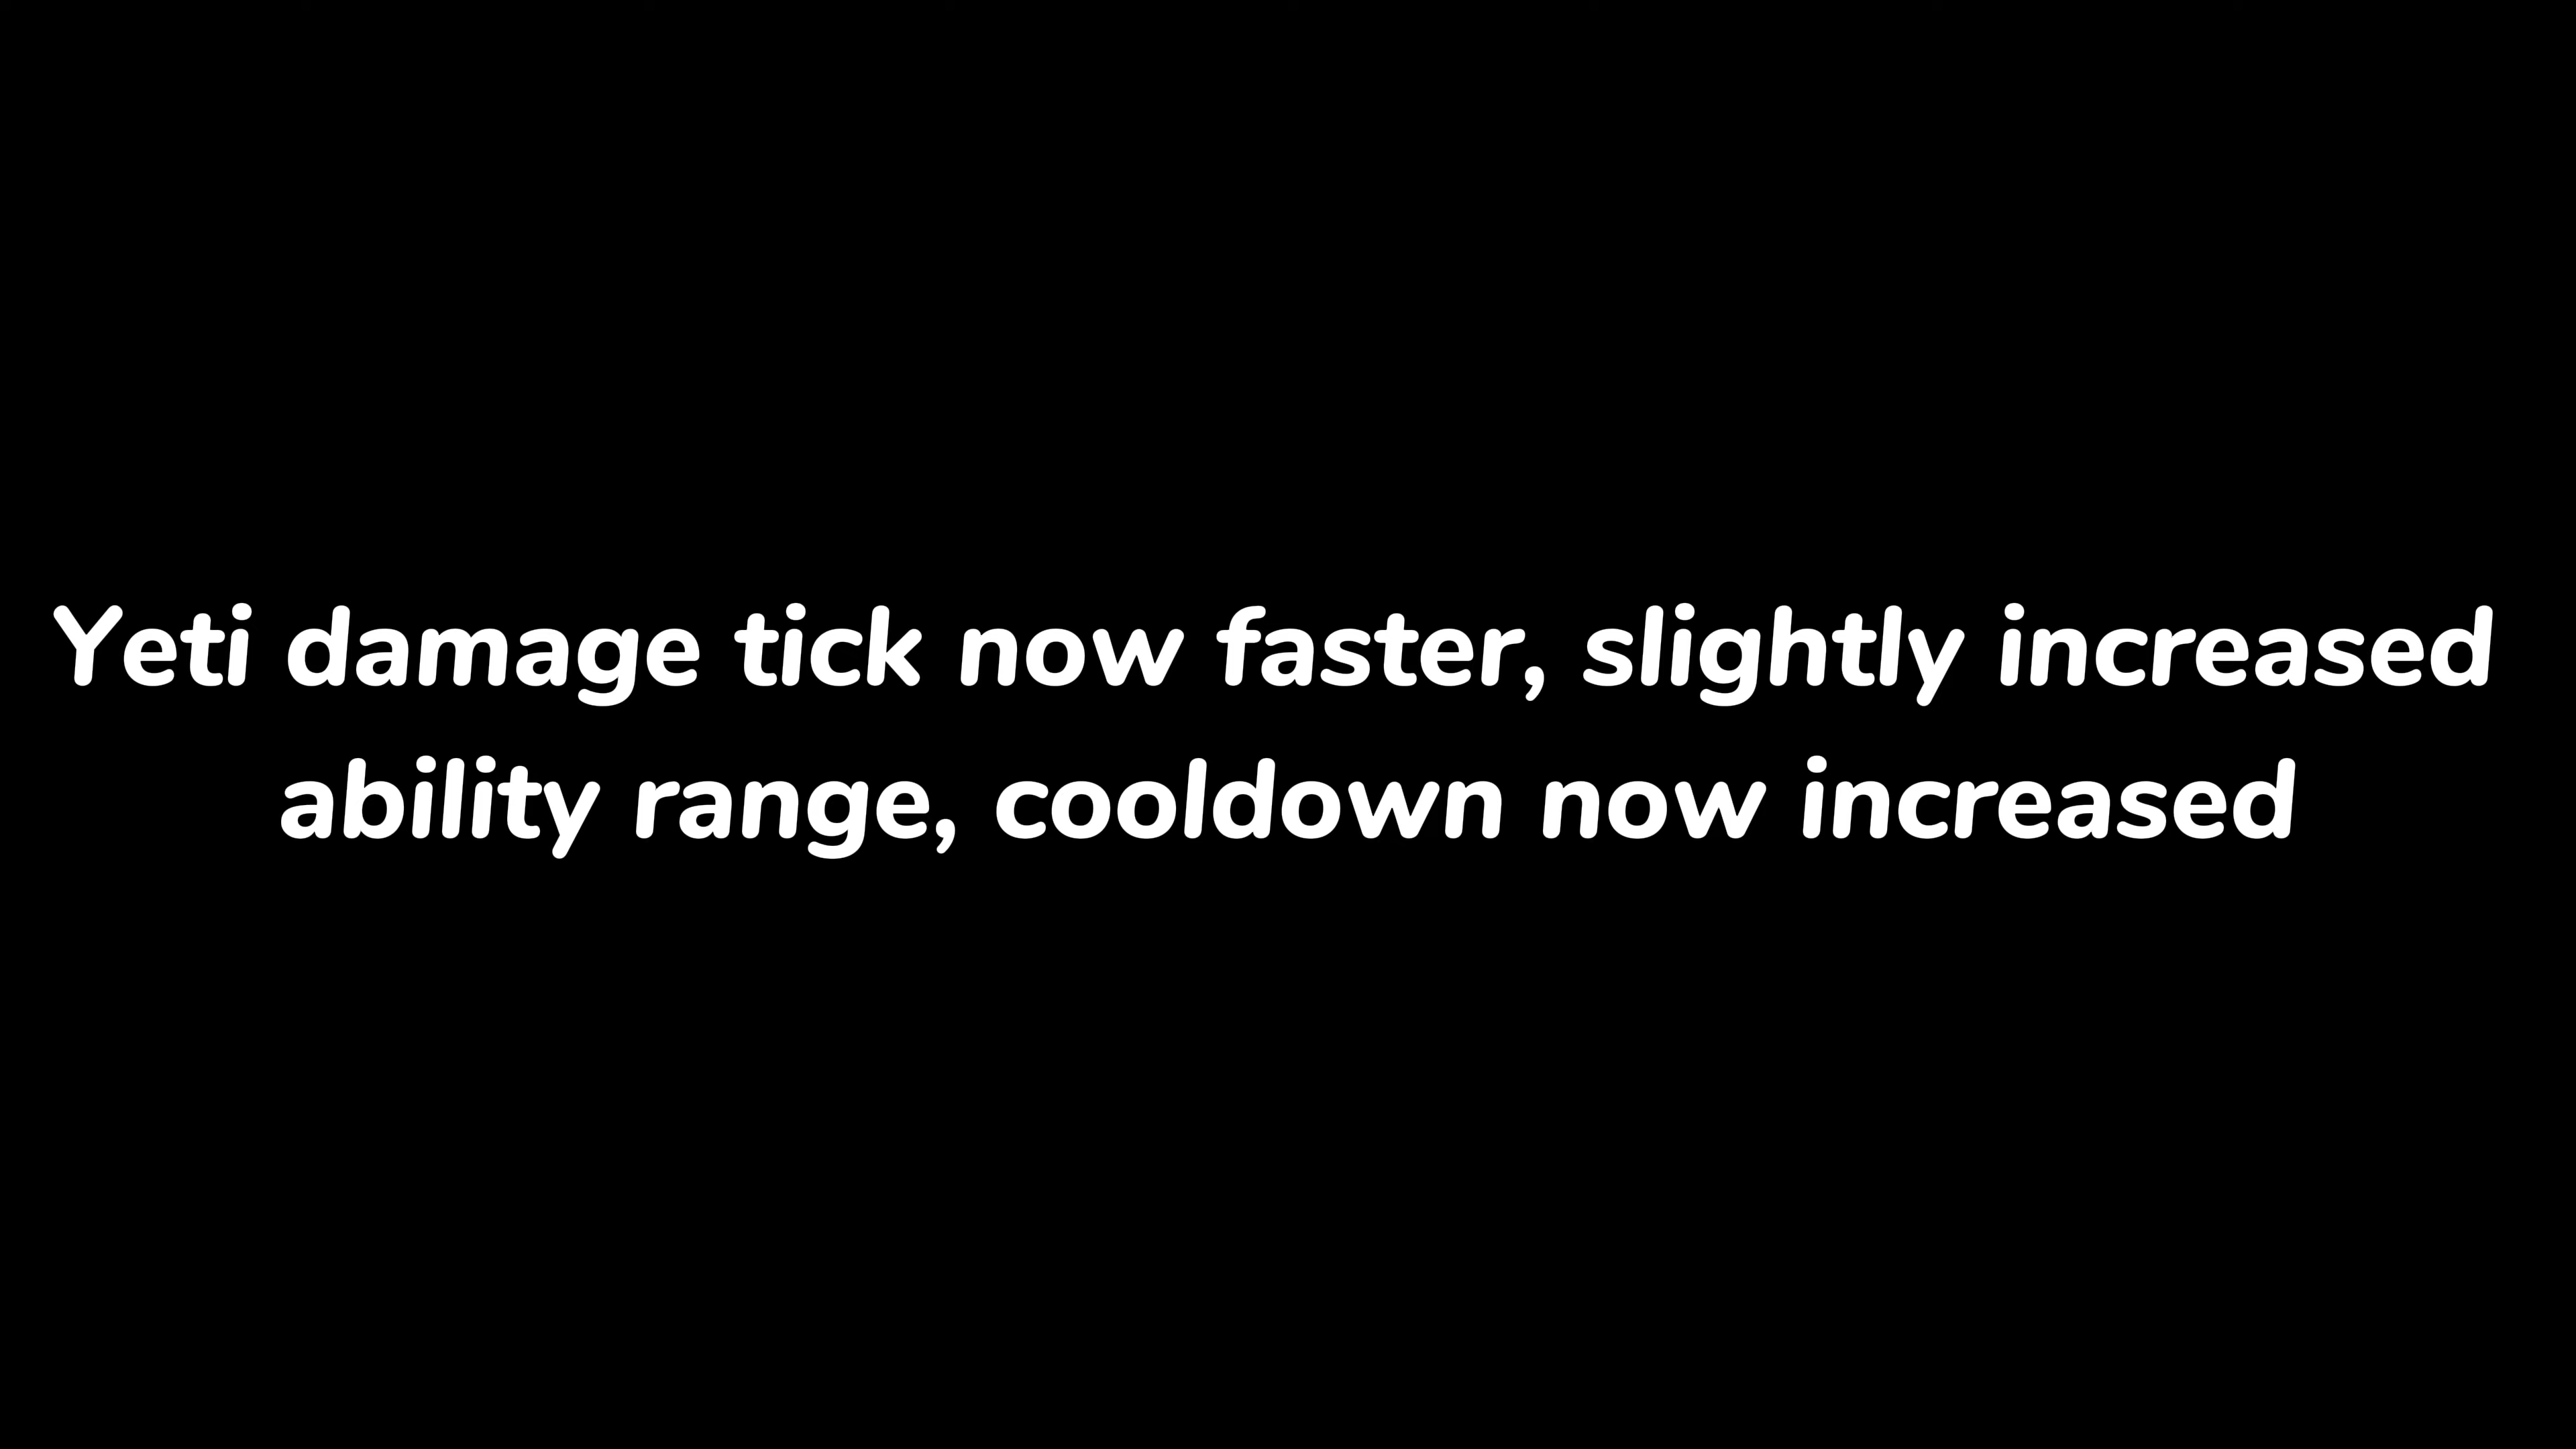 Yeti damage tick now faster, slightly increased
ability range, cooldown now increased